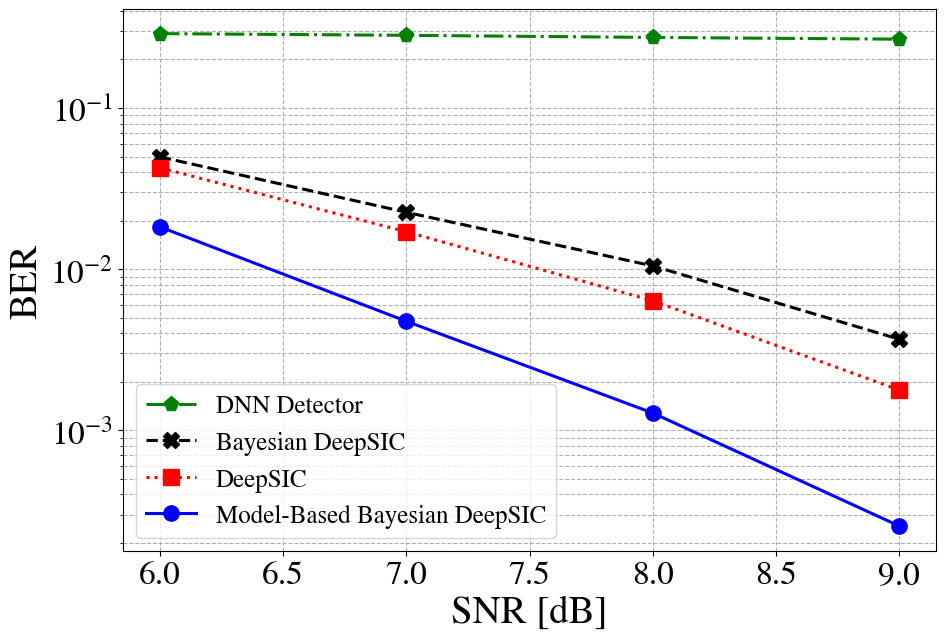 BER
10⁻¹
10⁻²
10⁻³
DNN Detector
Bayesian DeepSIC
DeepSIC
Model-Based Bayesian DeepSIC
6.0 6.5 7.0 7.5 8.0 8.5 9.0
SNR [dB]